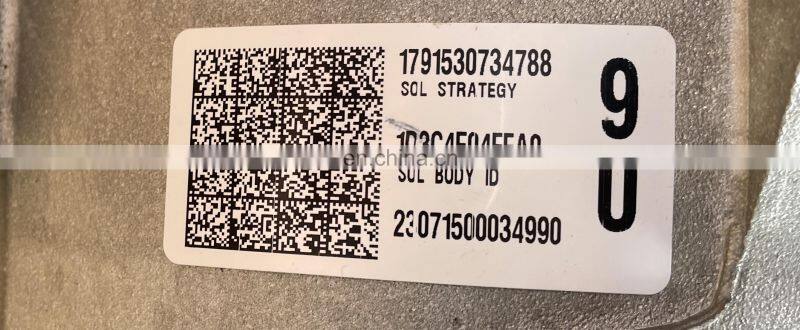 1791530734788
SOL STRATEGY
SOL BODY ID
23071500034990
9
U
en.china.cn